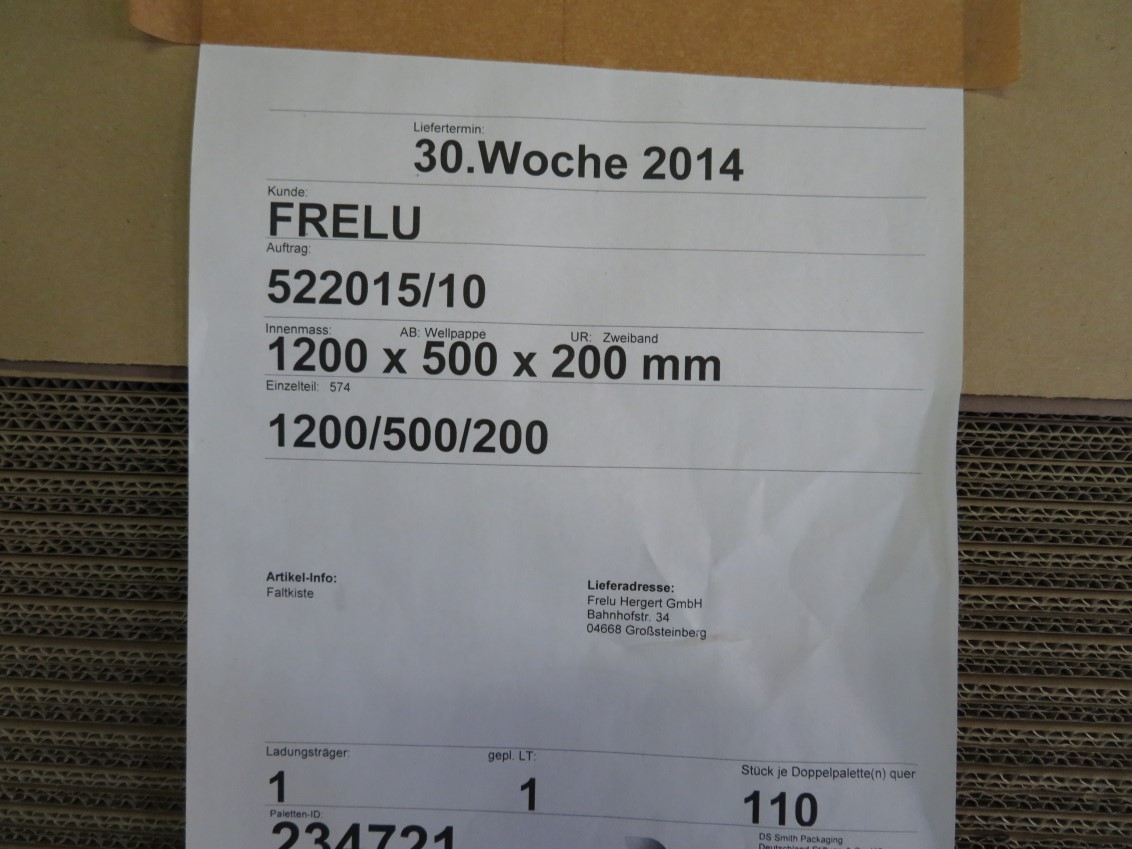 Liefertermin:
30.Woche 2014
Kunde:
FRELU
Auftrag:
522015/10
Innenmass: AB: Wellpappe UR: Zweiband
1200 x 500 x 200 mm
Einzelteil: 574
1200/500/200
Artikel-Info:
Faltkiste
Lieferadresse:
Frelu Hergert GmbH
Bahnhofstr. 34
04668 Großsteinberg
Ladungsträger: gepl. LT: Stück je Doppelpalette(n) quer
1 1 110
Paletten-ID:
234721
DS Smith Packaging